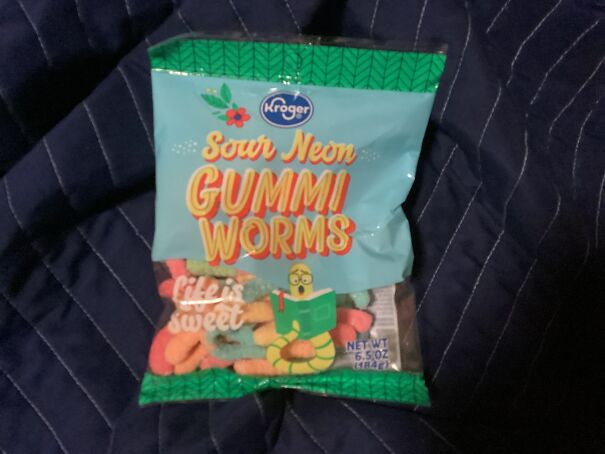 Kroger
Sour Neon
GUMMI
WORMS
Life is
sweet
NET WT
6.5 OZ
(184g)